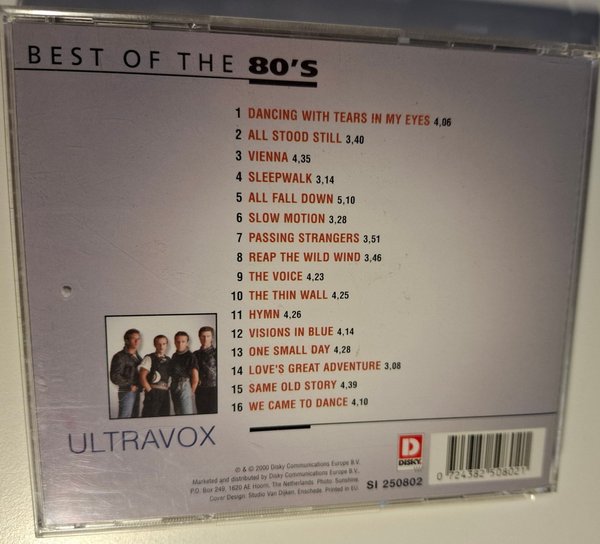 BEST OF THE 80'S
1 DANCING WITH TEARS IN MY EYES 4,06
2 ALL STOOD STILL 3,40
3 VIENNA 4,35
4 SLEEPWALK 3,14
5 ALL FALL DOWN 5,10
6 SLOW MOTION 3,28
7 PASSING STRANGERS 3,51
8 REAP THE WILD WIND 3,46
9 THE VOICE 4,23
10 THE THIN WALL 4,25
11 HYMN 4,26
12 VISIONS IN BLUE 4,14
13 ONE SMALL DAY 4,28
14 LOVE'S GREAT ADVENTURE 3,08
15 SAME OLD STORY 4,39
16 WE CAME TO DANCE 4,10
ULTRAVOX
℗ & © 2000 Disky Communications Europe B.V.
Marketed and distributed by Disky Communications Europe B.V.,
P.O. Box 249, 1620 AE Hoorn, The Netherlands. Photo: Sunshine.
Cover Design: Studio Van Dijken, Enschede. Printed in EU.
D
DISKY
SI 250802
0 724382 508021